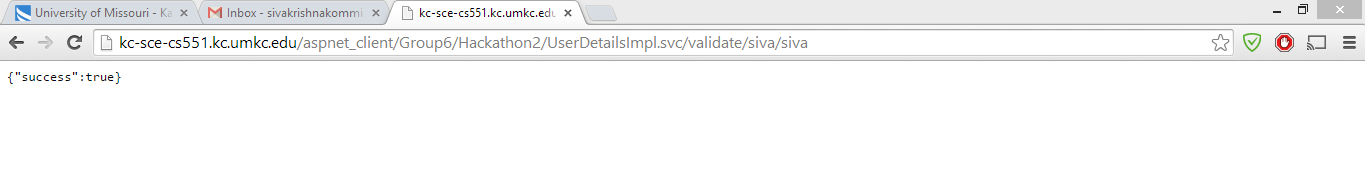 University of Missouri - Ka
Inbox - sivakrishnakommi
kc-sce-cs551.kc.umkc.edu
kc-sce-cs551.kc.umkc.edu/aspnet_client/Group6/Hackathon2/UserDetailsImpl.svc/validate/siva/siva
{"success":true}